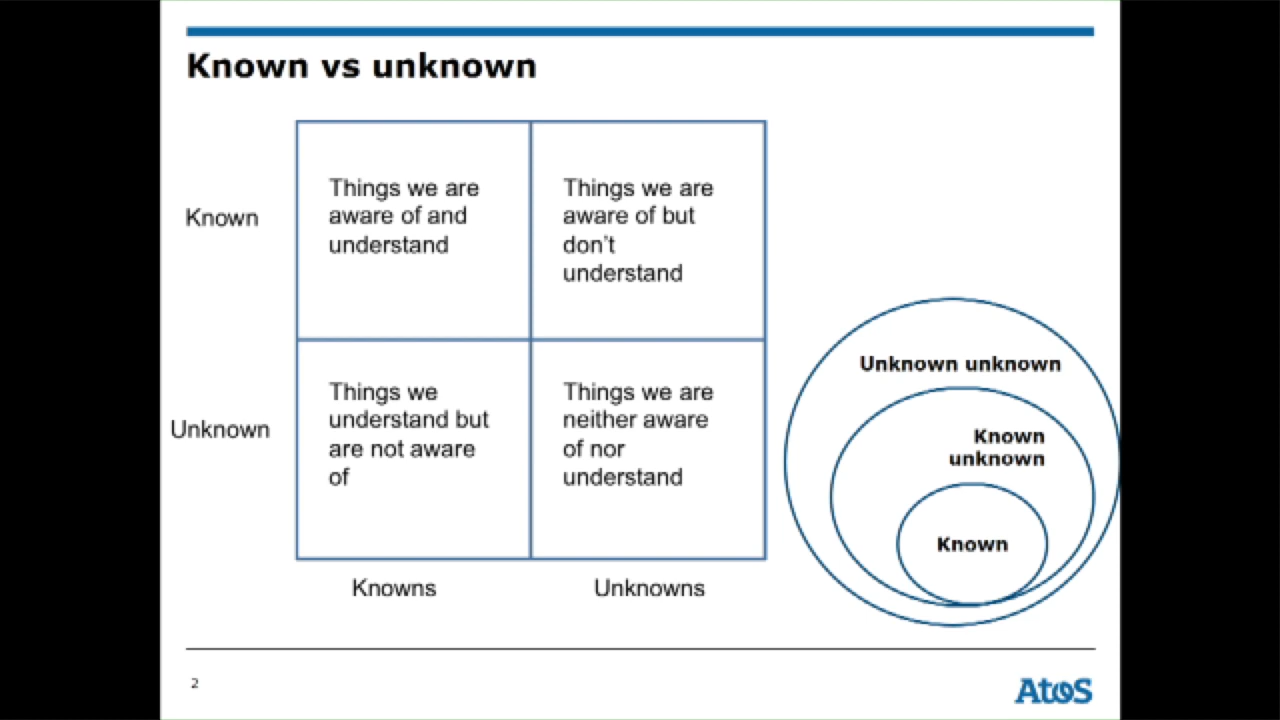 Known vs unknown
Known
Things we are
aware of and
understand
Things we are
aware of but
don't
understand
Unknown
Things we
understand but
are not aware
of
Things we are
neither aware
of nor
understand
Knowns
Unknowns
Unknown unknown
Known
unknown
Known
2
Atos